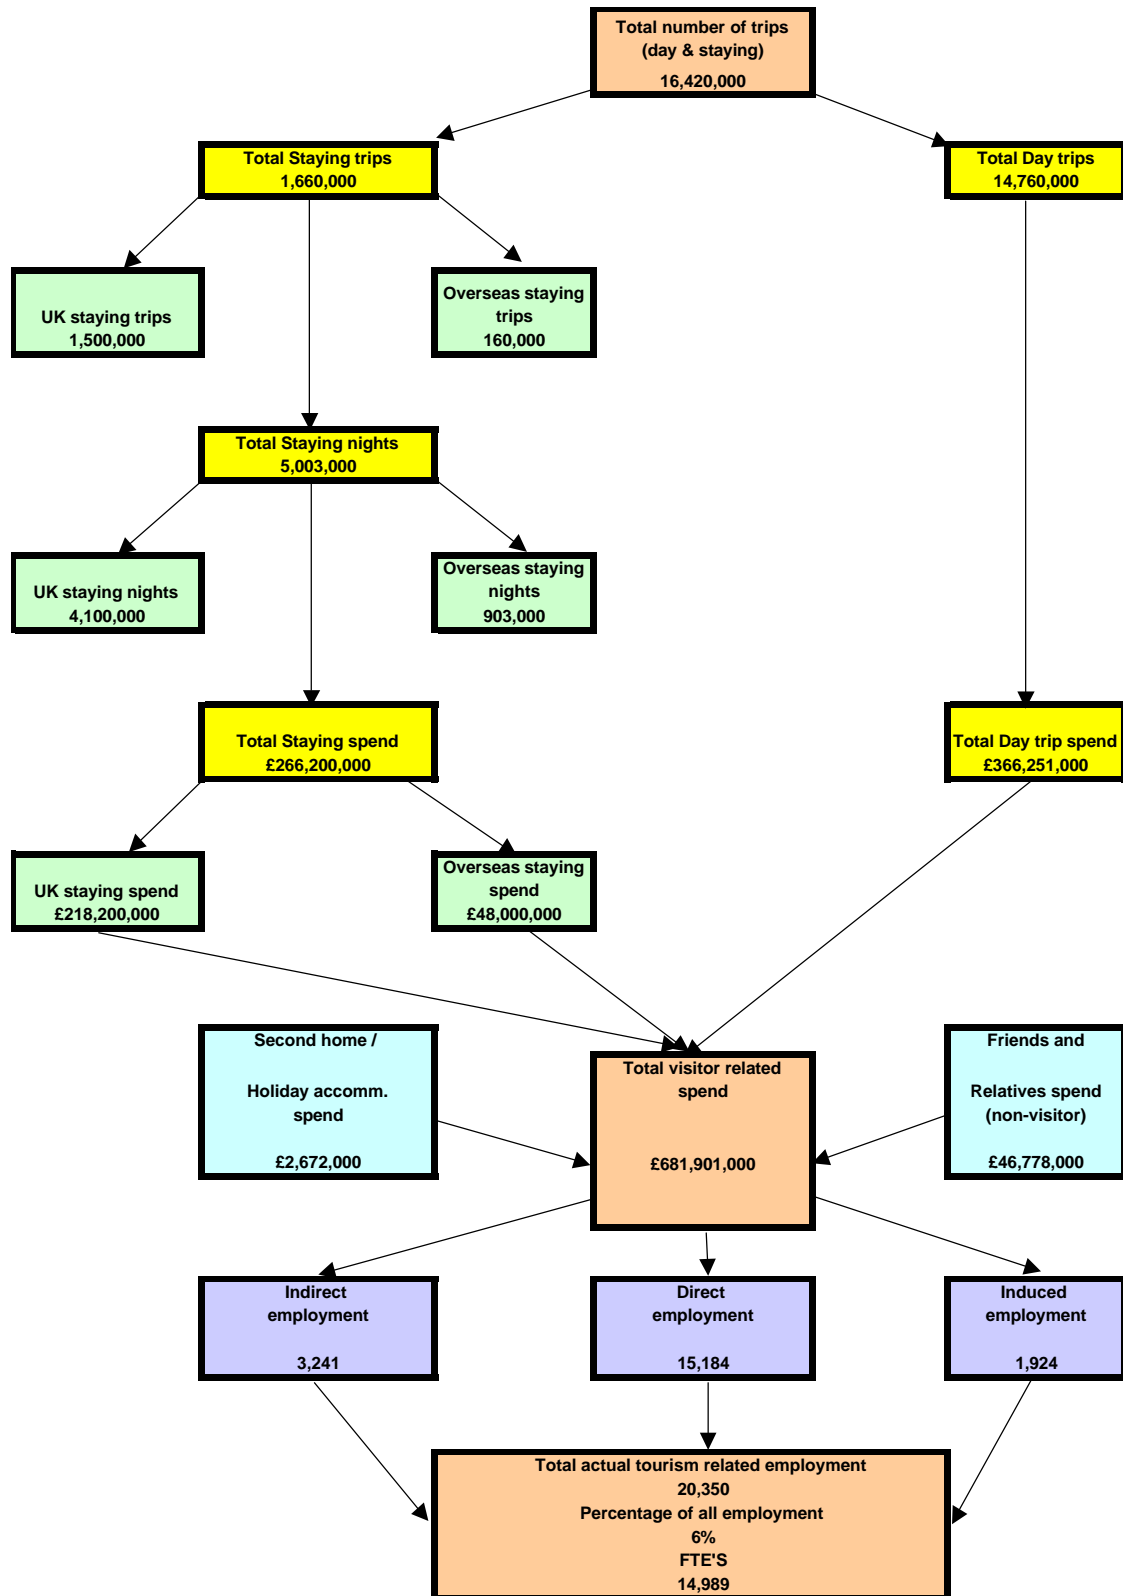 Total number of trips
(day & staying)
16,420,000
Total Staying trips
1,660,000
Total Day trips
14,760,000
UK staying trips
1,500,000
Overseas staying
trips
160,000
Total Staying nights
5,003,000
UK staying nights
4,100,000
Overseas staying
nights
903,000
Total Staying spend
£266,200,000
Total Day trip spend
£366,251,000
UK staying spend
£218,200,000
Overseas staying
spend
£48,000,000
Second home /
Holiday accomm.
spend
£2,672,000
Total visitor related
spend
£681,901,000
Friends and
Relatives spend
(non-visitor)
£46,778,000
Indirect
employment
3,241
Direct
employment
15,184
Induced
employment
1,924
Total actual tourism related employment
20,350
Percentage of all employment
6%
FTE'S
14,989